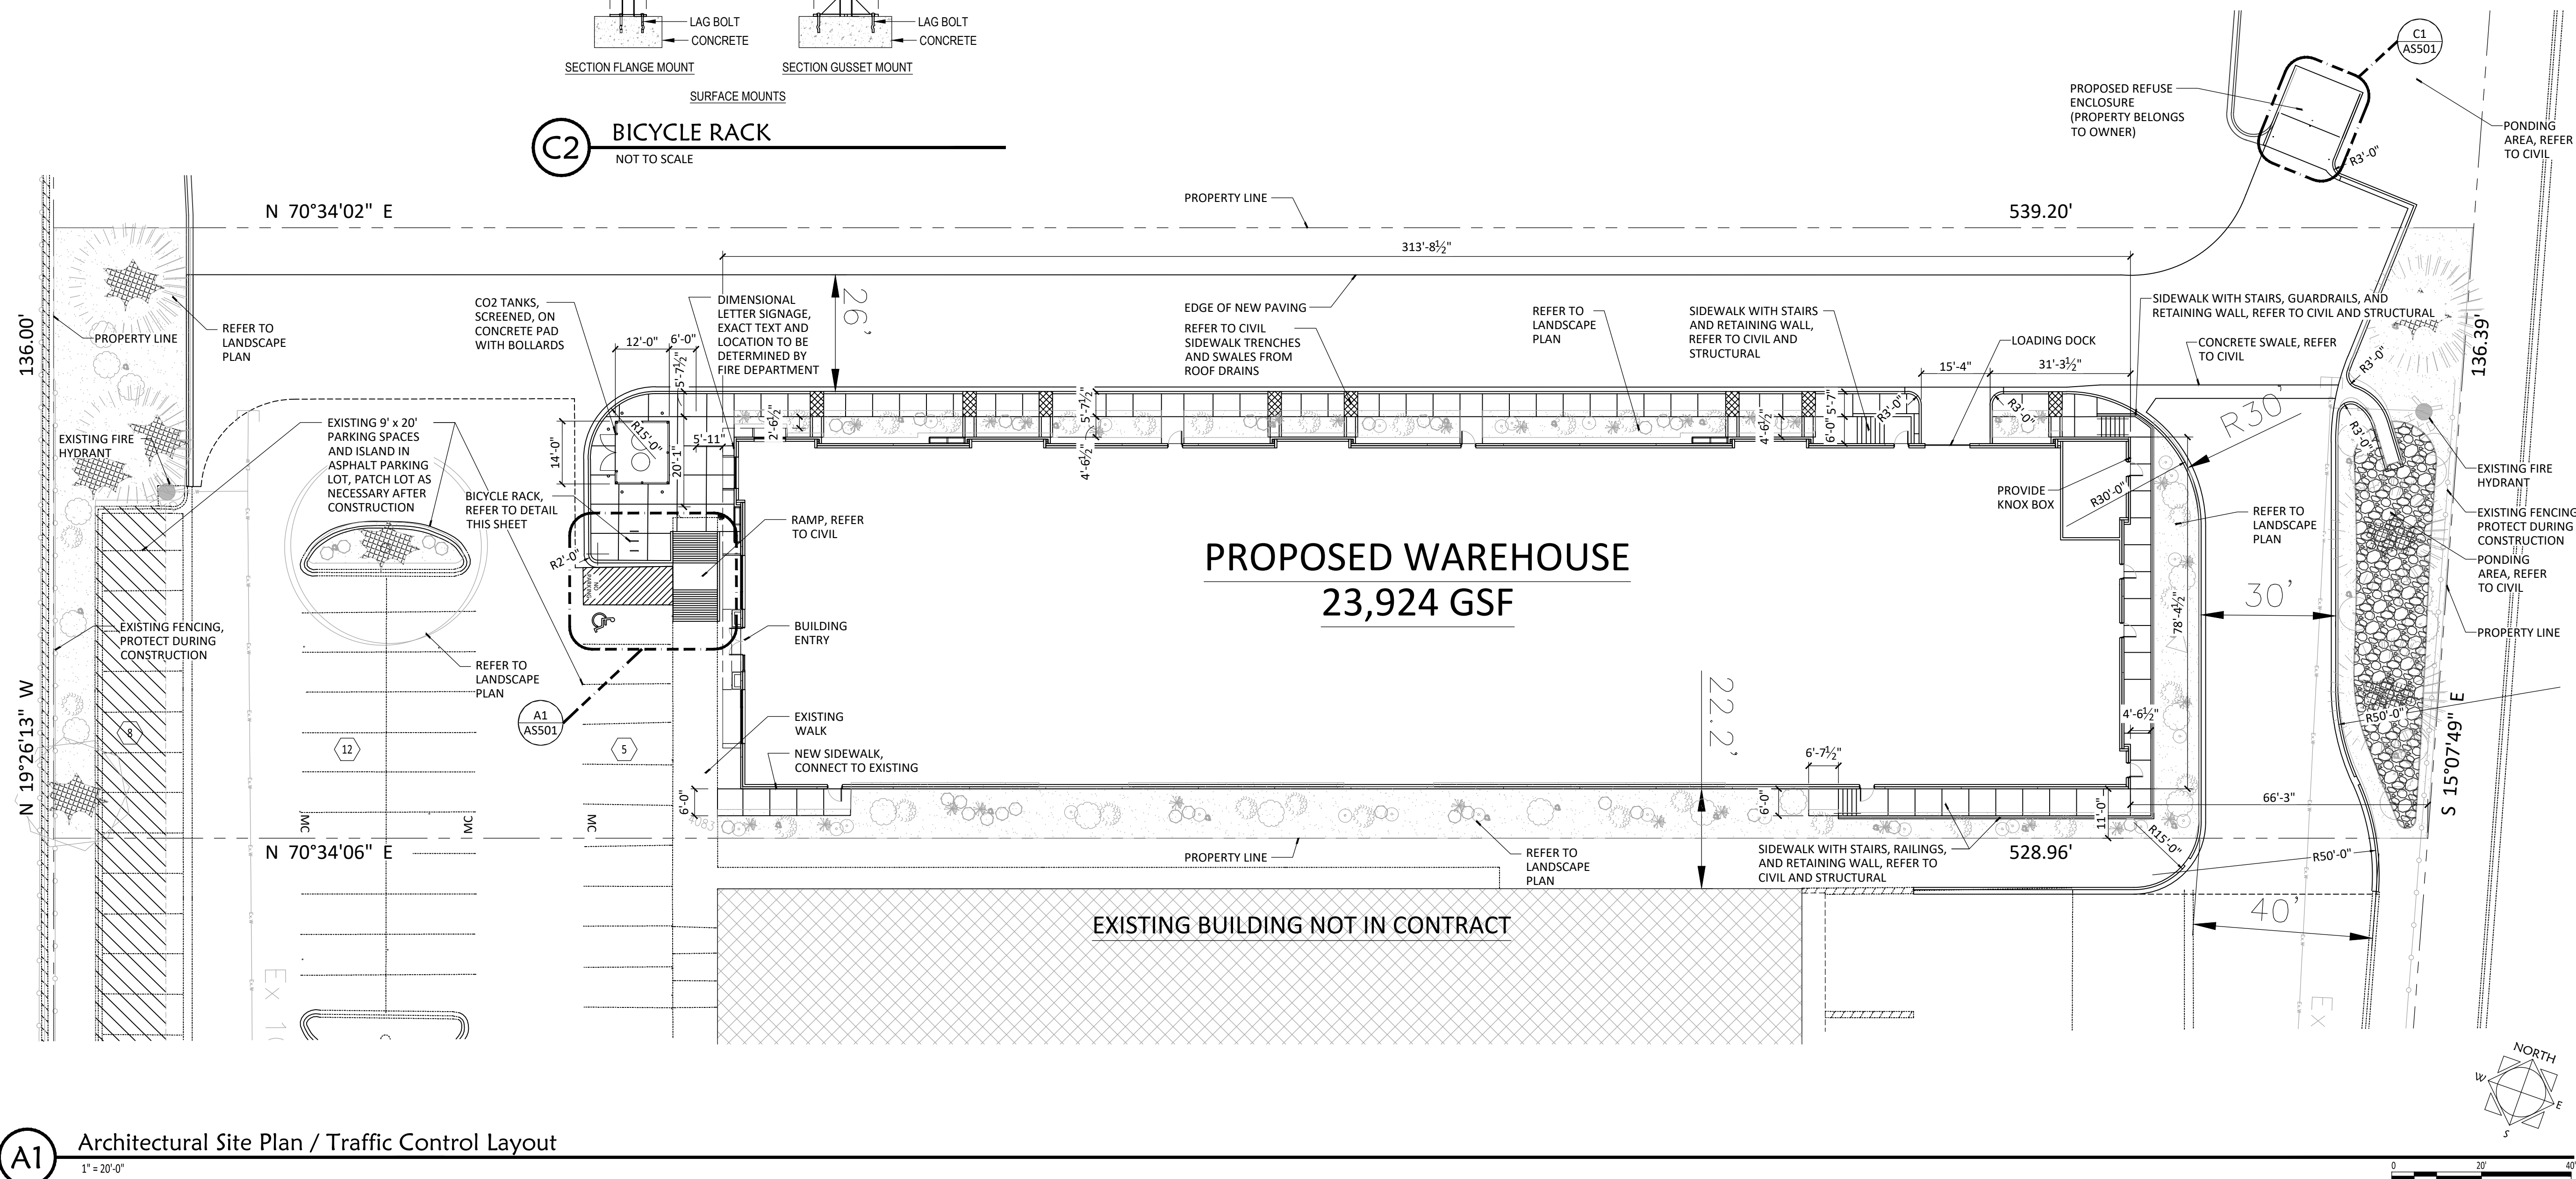 LAG BOLT
CONCRETE
SECTION FLANGE MOUNT
LAG BOLT
CONCRETE
SECTION GUSSET MOUNT
SURFACE MOUNTS
C2
BICYCLE RACK
NOT TO SCALE
C1
AS501
PROPOSED REFUSE
ENCLOSURE
(PROPERTY BELONGS
TO OWNER)
PONDING
AREA, REFER
TO CIVIL
R3'-0"
N 70°34'02" E
PROPERTY LINE
539.20'
313'-8½"
136.00'
PROPERTY LINE
REFER TO
LANDSCAPE
PLAN
CO2 TANKS,
SCREENED, ON
CONCRETE PAD
WITH BOLLARDS
12'-0"
6'-0"
5'-7½"
DIMENSIONAL
LETTER SIGNAGE,
EXACT TEXT AND
LOCATION TO BE
DETERMINED BY
FIRE DEPARTMENT
26'
EDGE OF NEW PAVING
REFER TO CIVIL
SIDEWALK TRENCHES
AND SWALES FROM
ROOF DRAINS
REFER TO
LANDSCAPE
PLAN
SIDEWALK WITH STAIRS
AND RETAINING WALL,
REFER TO CIVIL AND
STRUCTURAL
LOADING DOCK
15'-4"
31'-3½"
SIDEWALK WITH STAIRS, GUARDRAILS, AND
RETAINING WALL, REFER TO CIVIL AND STRUCTURAL
CONCRETE SWALE, REFER
TO CIVIL
136.39'
R3'-0"
EXISTING FIRE
HYDRANT
EXISTING 9' x 20'
PARKING SPACES
AND ISLAND IN
ASPHALT PARKING
LOT, PATCH LOT AS
NECESSARY AFTER
CONSTRUCTION
14'-0"
R15'-0"
5'-11"
20'-1"
2'-6½"
5'-7½"
4'-6½"
4'-6½"
6'-0"
5'-7"
R3'-0"
R3'-0"
R30'
R3'-0"
BICYCLE RACK,
REFER TO DETAIL
THIS SHEET
R2'-0"
NO
PARKING
RAMP, REFER
TO CIVIL
PROVIDE
KNOX BOX
R30'-0"
REFER TO
LANDSCAPE
PLAN
EXISTING FIRE
HYDRANT
EXISTING FENCING,
PROTECT DURING
CONSTRUCTION
PONDING
AREA, REFER
TO CIVIL
PROPERTY LINE
PROPOSED WAREHOUSE
23,924 GSF
30'
78'-4½"
EXISTING FENCING,
PROTECT DURING
CONSTRUCTION
REFER TO
LANDSCAPE
PLAN
BUILDING
ENTRY
A1
AS501
EXISTING
WALK
NEW SIDEWALK,
CONNECT TO EXISTING
8
12
5
N 19°26'13" W
22.2'
6'-7½"
4'-6½"
R50'-0"
S 15°07'49" E
66'-3"
6'-0"
6'-0"
11'-0"
R15'-0"
MC
MC
MC
N 70°34'06" E
PROPERTY LINE
REFER TO
LANDSCAPE
PLAN
SIDEWALK WITH STAIRS, RAILINGS,
AND RETAINING WALL, REFER TO
CIVIL AND STRUCTURAL
528.96'
R50'-0"
EXISTING BUILDING NOT IN CONTRACT
40'
EX
EX
NORTH
W
E
S
A1
Architectural Site Plan / Traffic Control Layout
1" = 20'-0"
0
20'
40'